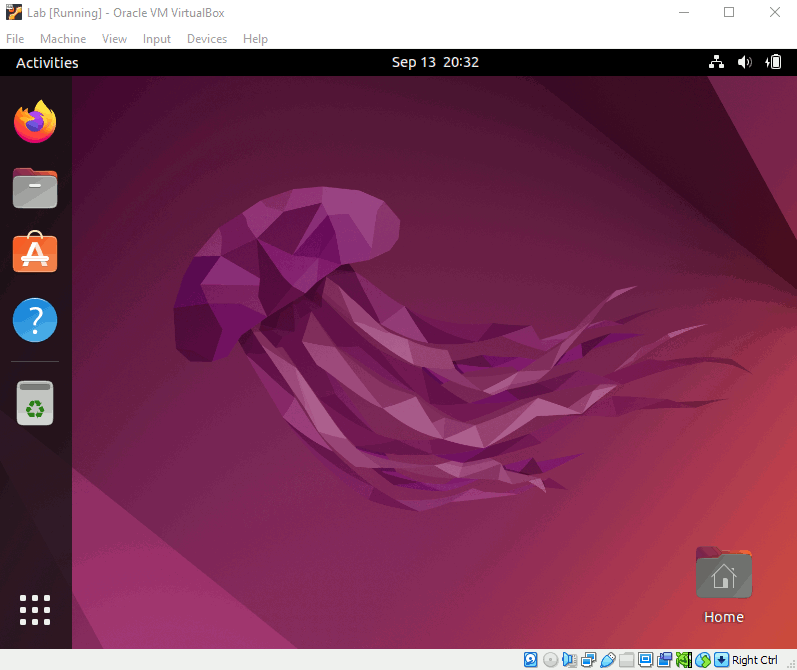 Lab [Running] - Oracle VM VirtualBox
File Machine View Input Devices Help
Activities Sep 13 20:32
?
Home
Right Ctrl